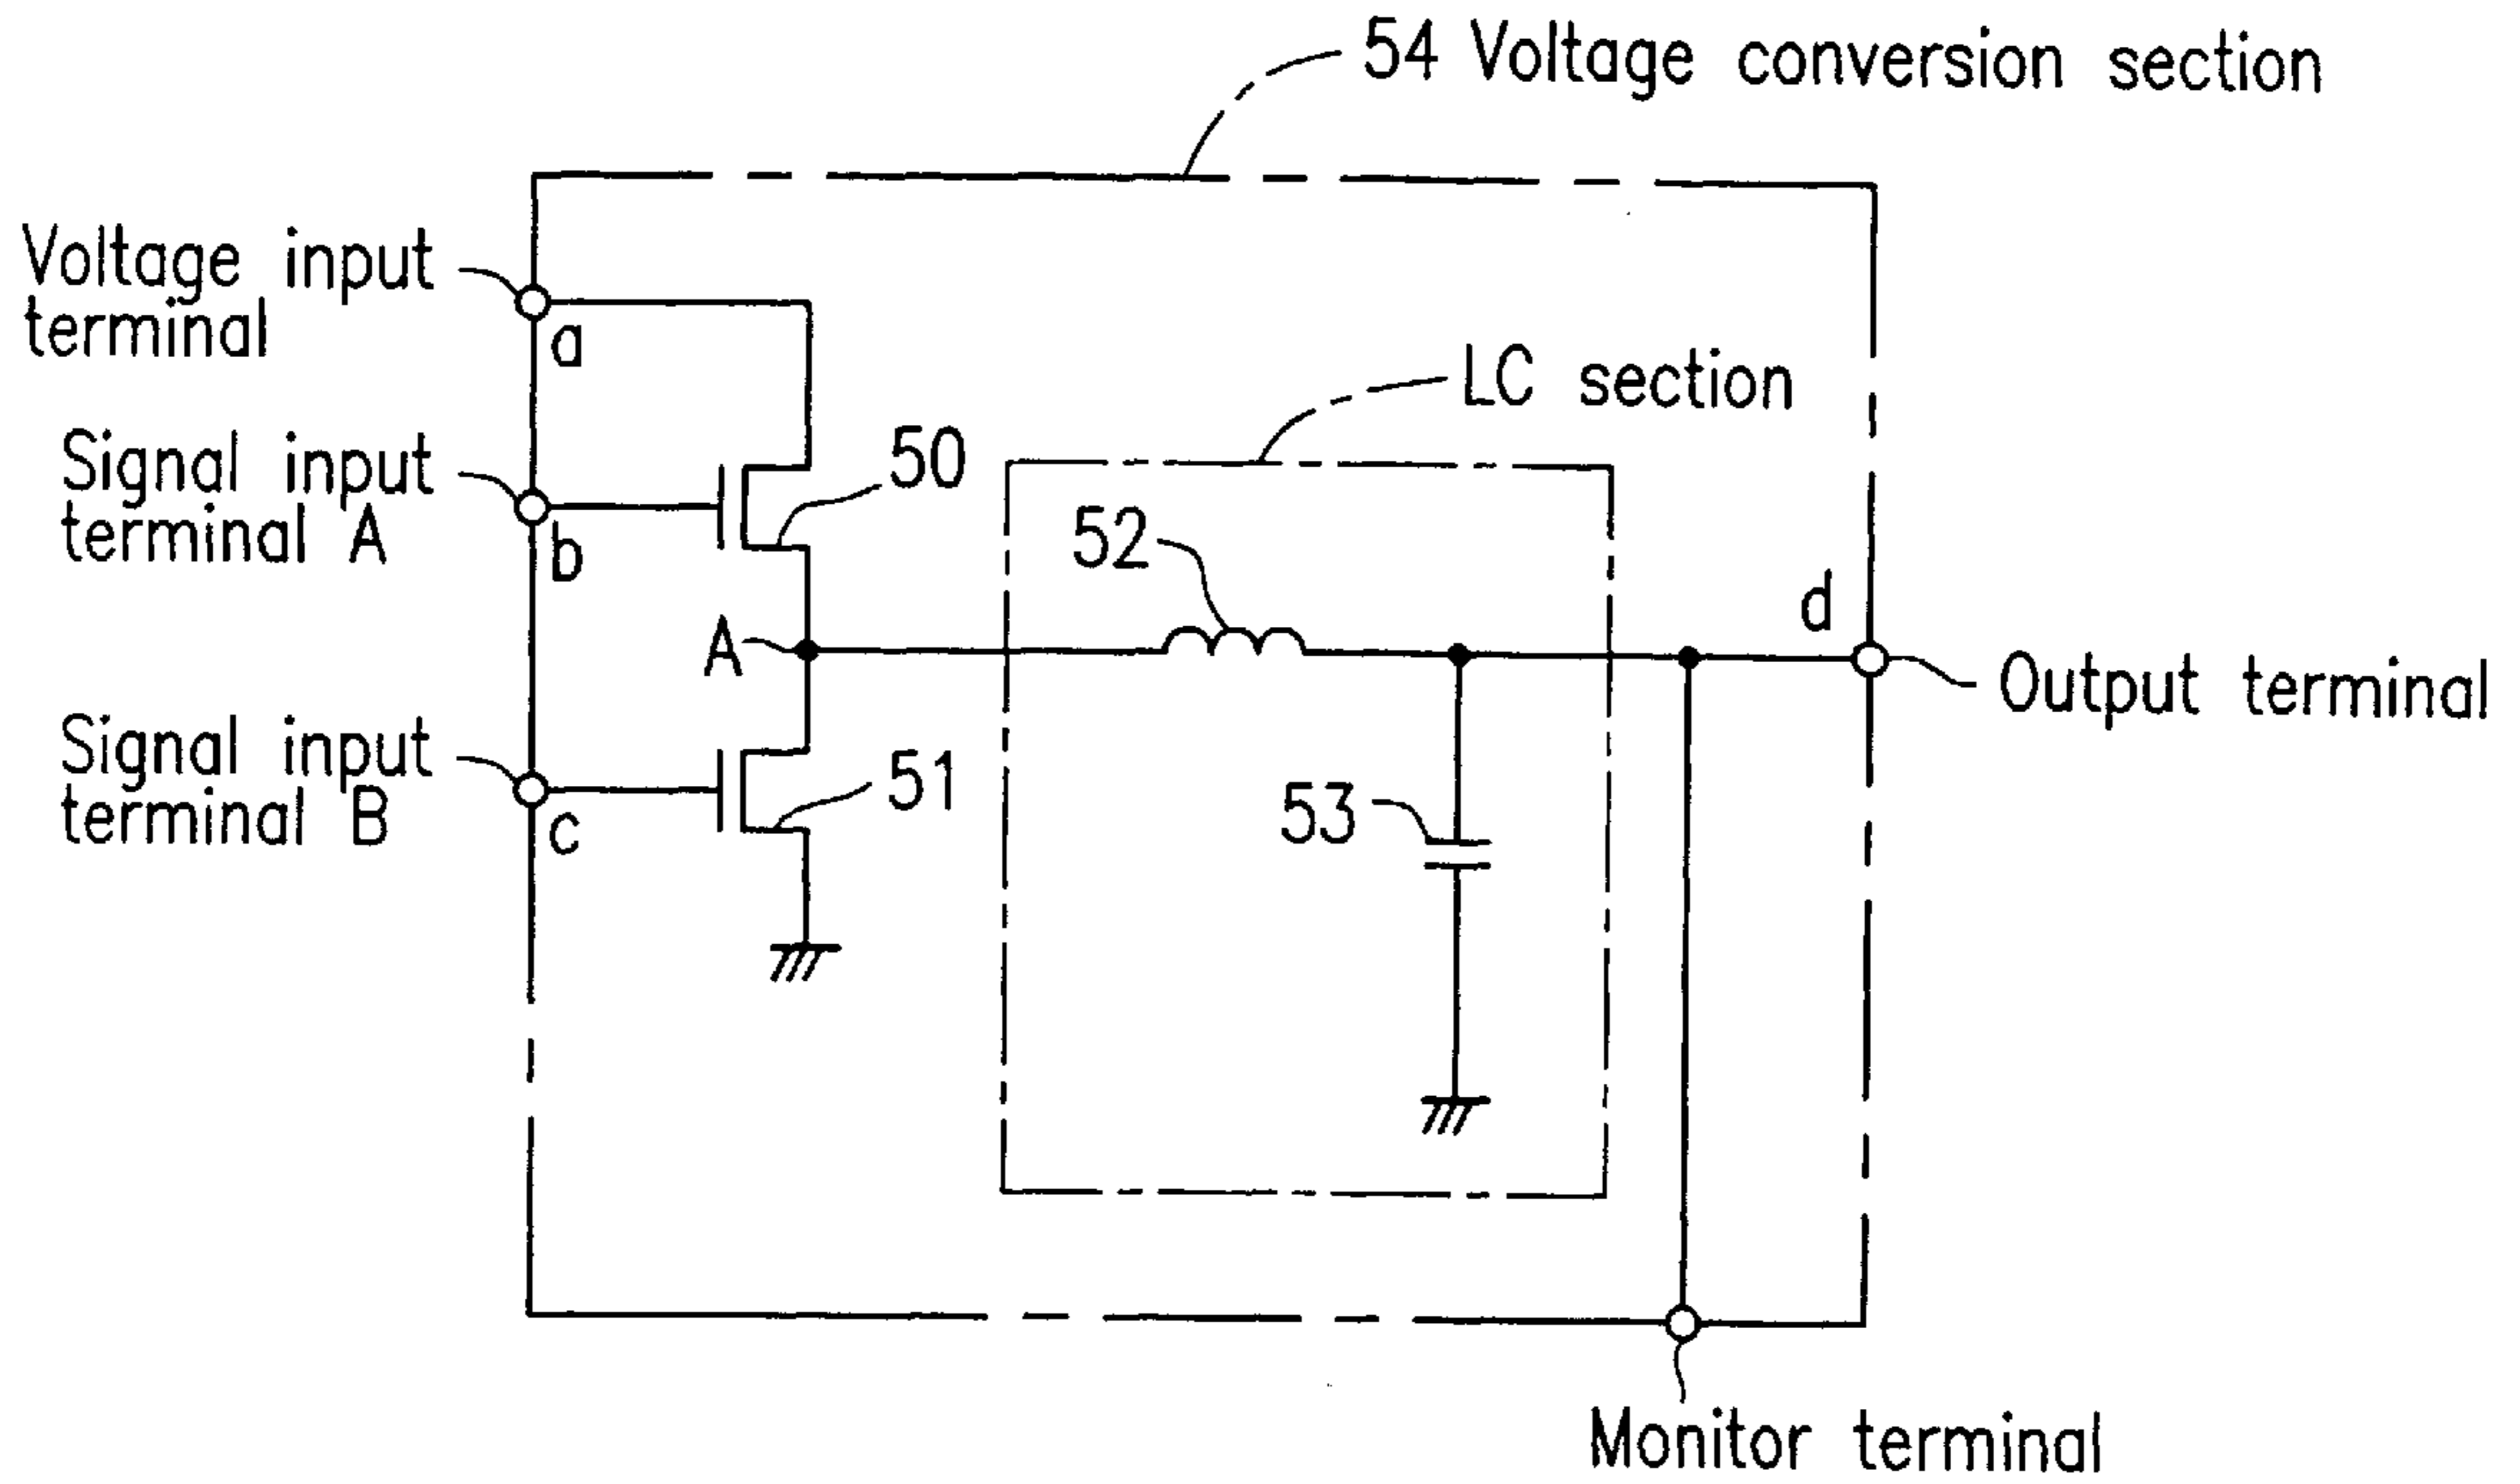 54 Voltage conversion section
Voltage input
terminal
a
LC section
Signal input
terminal A
b
50
52
d
A
Output terminal
Signal input
terminal B
c
51
53
Monitor terminal